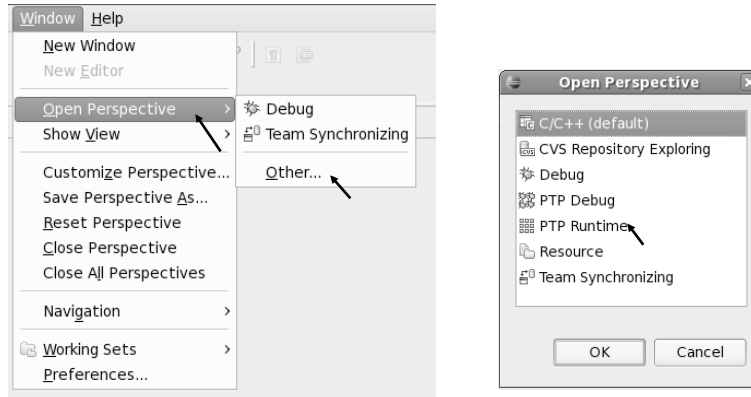 Window Help
New Window
New Editor
Open Perspective
Show View
Customize Perspective...
Save Perspective As...
Reset Perspective
Close Perspective
Close All Perspectives
Navigation
Working Sets
Preferences...
Debug
Team Synchronizing
Other...
Open Perspective
C/C++ (default)
CVS Repository Exploring
Debug
PTP Debug
PTP Runtime
Resource
Team Synchronizing
OK Cancel